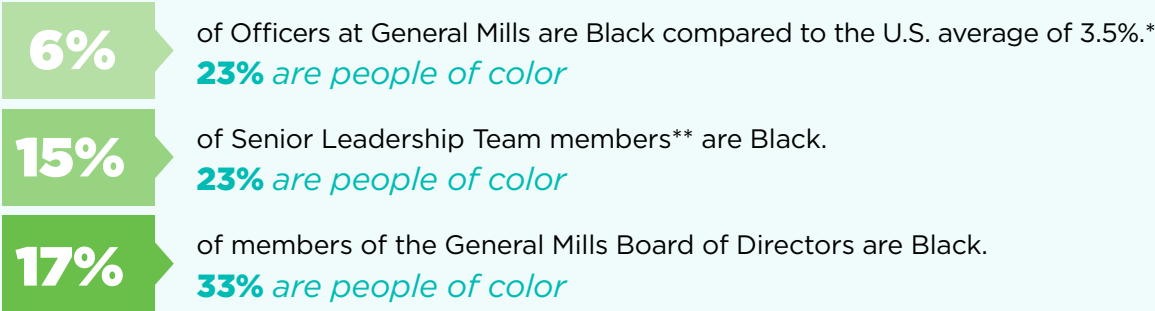 6%
of Officers at General Mills are Black compared to the U.S. average of 3.5%.*
23% are people of color
15%
of Senior Leadership Team members** are Black.
23% are people of color
17%
of members of the General Mills Board of Directors are Black.
33% are people of color